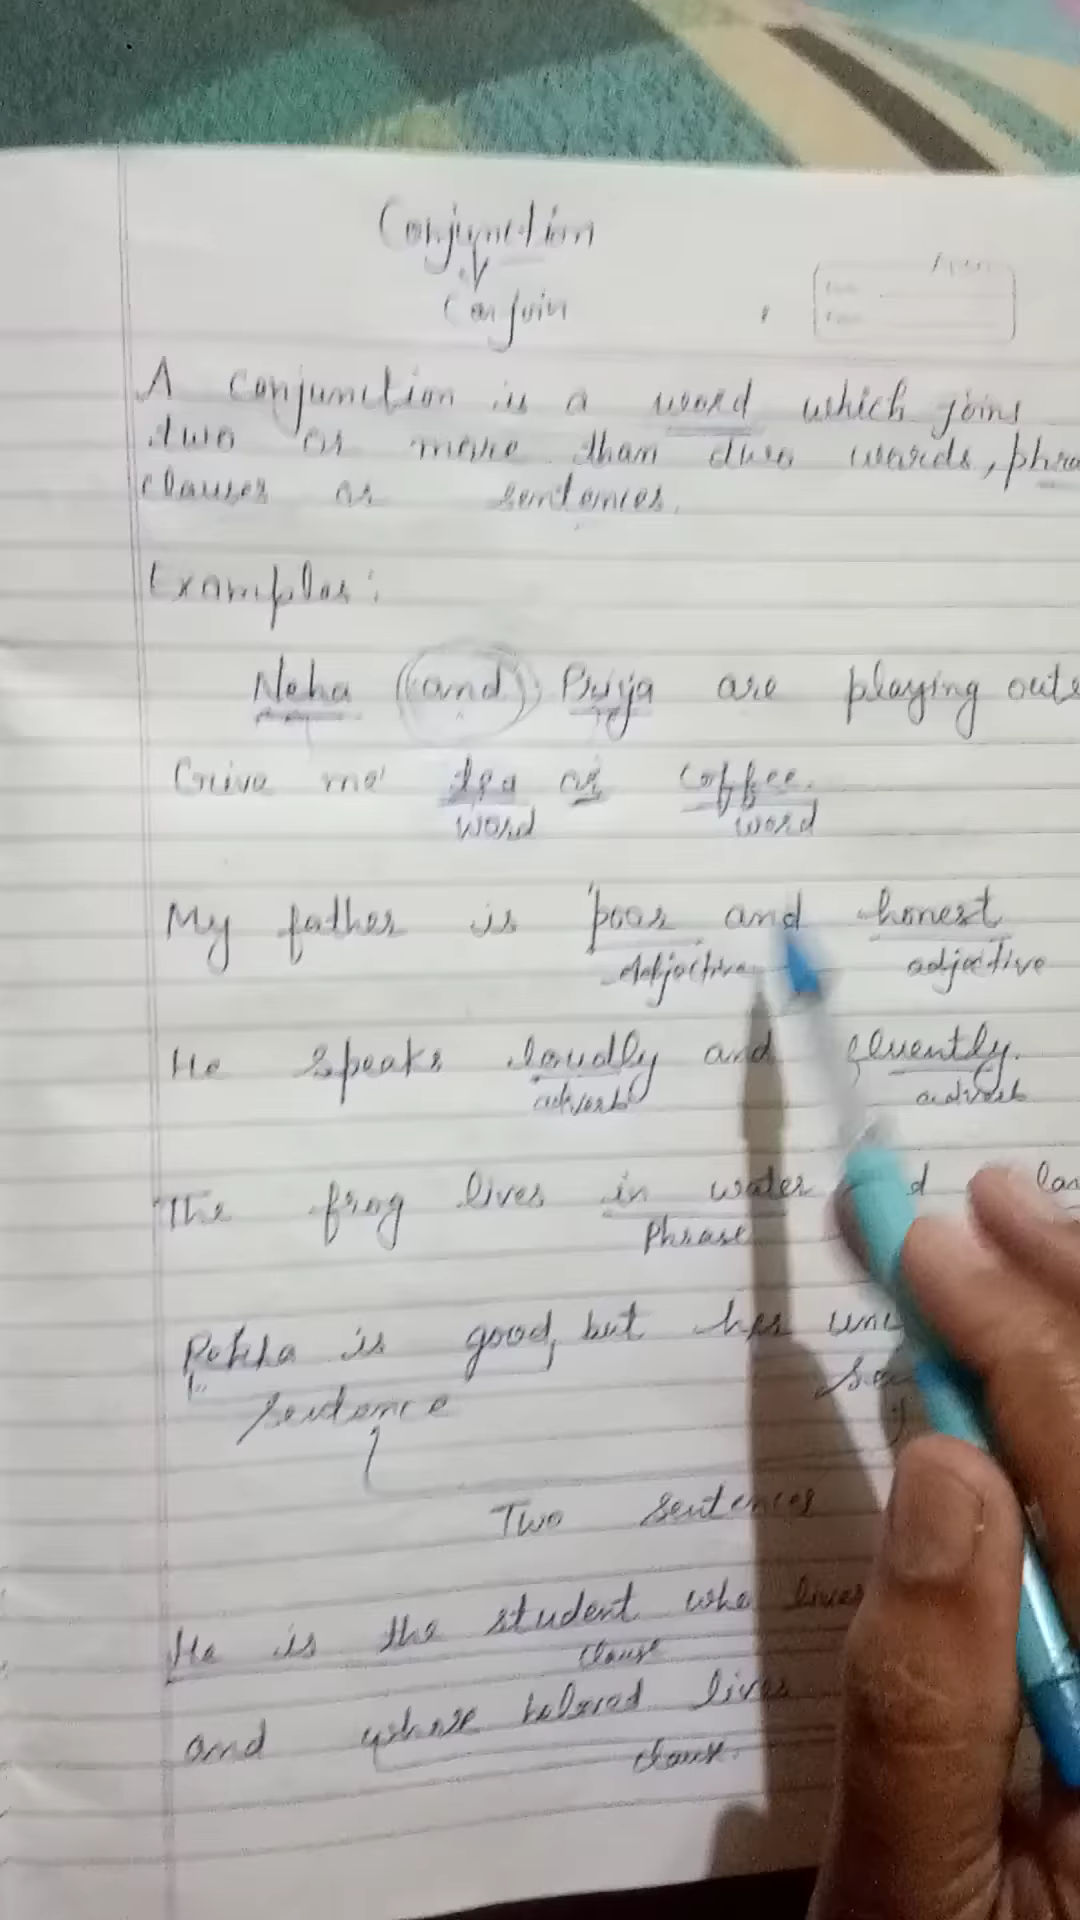 Conjunction
Conjoin
A conjunction is a word which joins
two or more than two words, phra
clauses or sentences.
Examples:
Neha and Priya are playing outs
Give me tea or coffee.
word word
My father is poor and honest
Adjective adjective
He speaks loudly and fluently.
adverb adverb
The frog lives in water lan
Phrase
is good, but
Sentence
Two Sentences
He is the student who lives
clause
and whose beloved lives
clause.